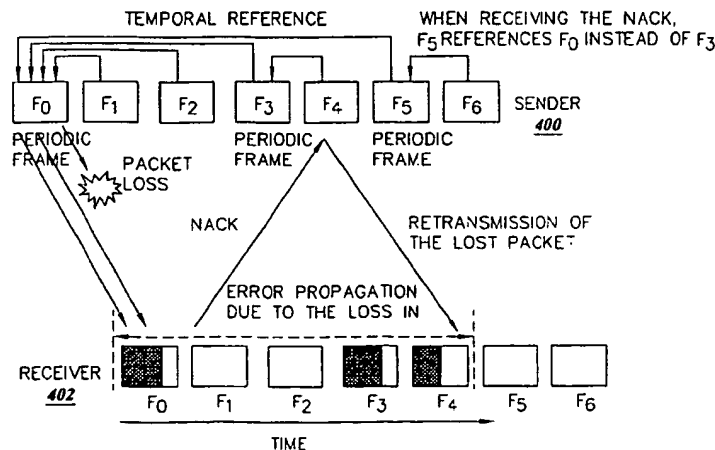 TEMPORAL REFERENCE
WHEN RECEIVING THE NACK,
F5 REFERENCES F0 INSTEAD OF F3
F0 F1 F2 F3 F4 F5 F6
SENDER
400
PERIODIC
FRAME
PERIODIC
FRAME
PERIODIC
FRAME
PACKET
LOSS
NACK
RETRANSMISSION OF
THE LOST PACKET
ERROR PROPAGATION
DUE TO THE LOSS IN
RECEIVER
402
F0 F1 F2 F3 F4 F5 F6
TIME